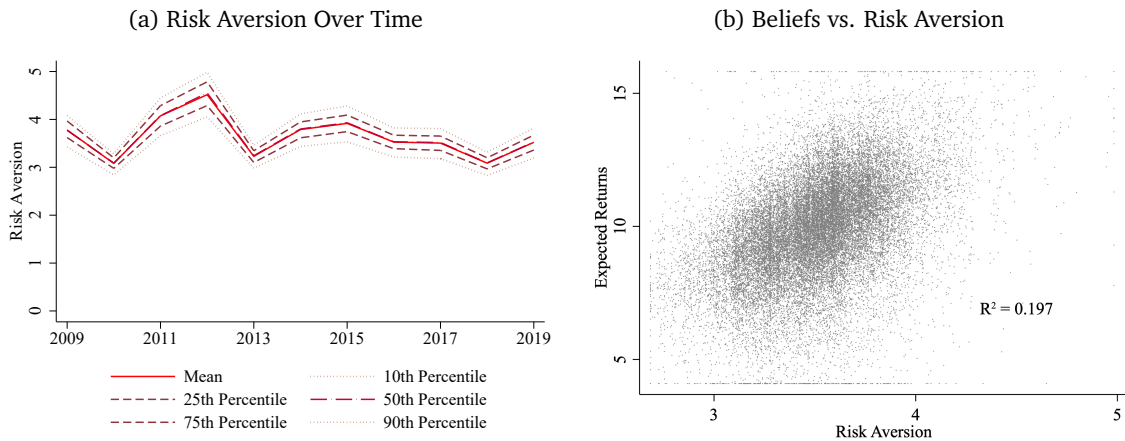 (a) Risk Aversion Over Time
Risk Aversion
5
4
3
2
1
0
2009 2011 2013 2015 2017 2019
Mean 10th Percentile
25th Percentile 50th Percentile
75th Percentile 90th Percentile
(b) Beliefs vs. Risk Aversion
Expected Returns
15
10
5
R² = 0.197
3 4 5
Risk Aversion